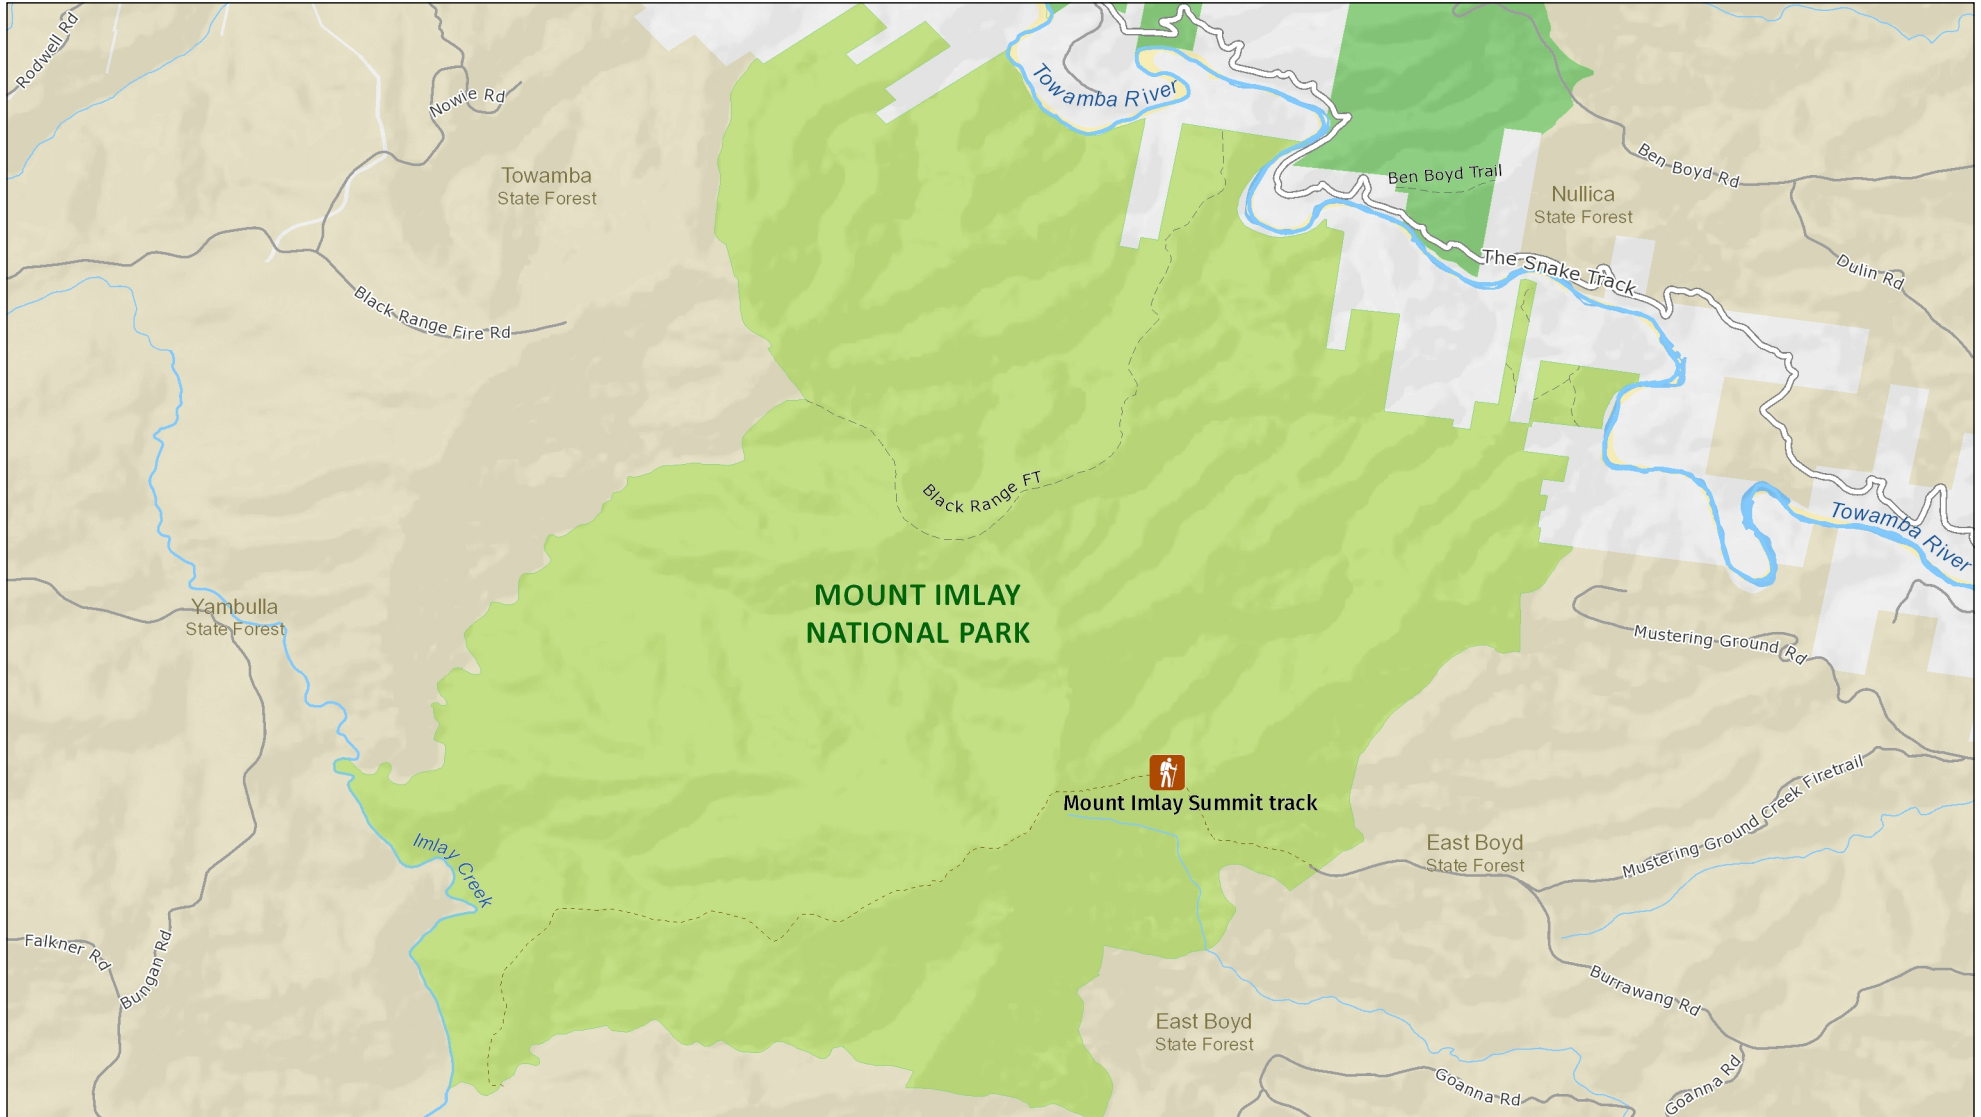 Rodwell Rd
Nowie Rd
Towamba River
Towamba
State Forest
Ben Boyd Trail
Ben Boyd Rd
Nullica
State Forest
The Snake Track
Dulin Rd
Black Range Fire Rd
Black Range FT
Towamba River
MOUNT IMLAY
NATIONAL PARK
Yambulla
State Forest
Mustering Ground Rd
Mount Imlay Summit track
Mustering Ground Creek Firetrail
East Boyd
State Forest
Imlay Creek
Falkner Rd
Bungan Rd
Burrawang Rd
East Boyd
State Forest
Goanna Rd
Goanna Rd